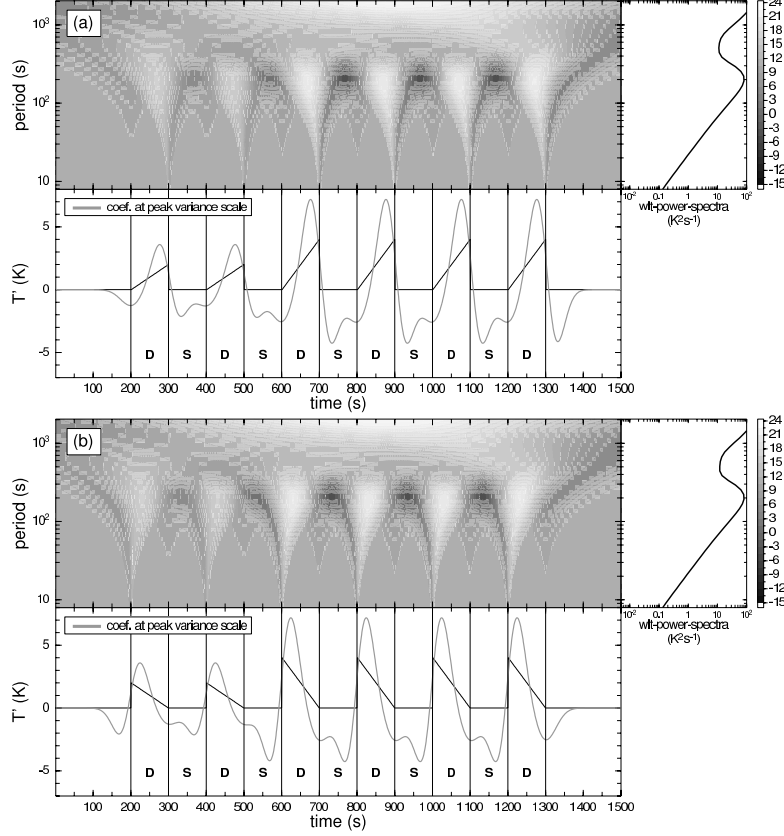 (a)
period (s)
10³
10²
10
24
21
18
15
12
9
6
3
0
-3
-6
-9
-12
-15
10⁻² 0.1 1 10 10²
wlt-power-spectra
(K²s⁻¹)
coef. at peak variance scale
T' (K)
5
0
-5
D S D S D S D S D S D
100 200 300 400 500 600 700 800 900 1000 1100 1200 1300 1400 1500
time (s)
(b)
period (s)
10³
10²
10
24
21
18
15
12
9
6
3
0
-3
-6
-9
-12
-15
10⁻² 0.1 1 10 10²
wlt-power-spectra
(K²s⁻¹)
coef. at peak variance scale
T' (K)
5
0
-5
D S D S D S D S D S D
100 200 300 400 500 600 700 800 900 1000 1100 1200 1300 1400 1500
time (s)